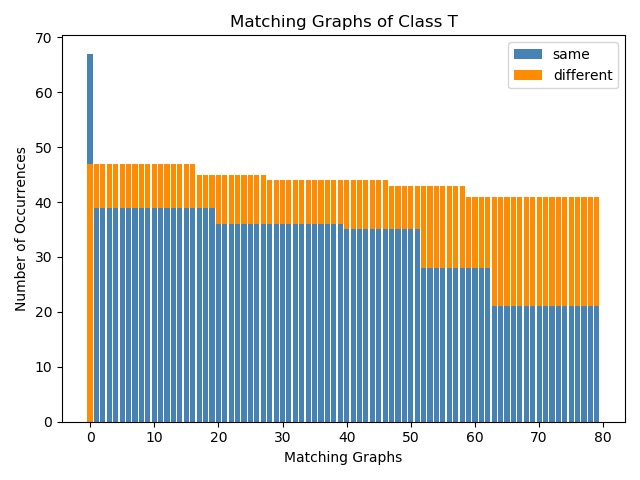 Matching Graphs of Class T
same
different
Number of Occurrences
70
60
50
40
30
20
10
0
0 10 20 30 40 50 60 70 80
Matching Graphs